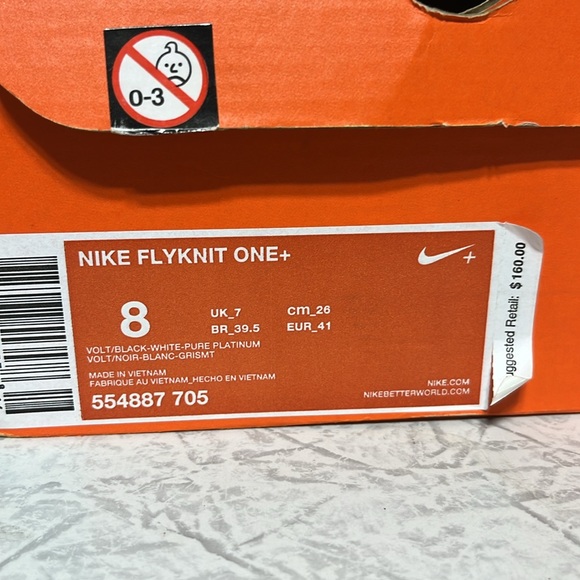 0-3
NIKE FLYKNIT ONE+
8
UK_7 cm_26
BR_39.5 EUR_41
VOLT/BLACK-WHITE-PURE PLATINUM
VOLT/NOIR-BLANC-GRISMT
MADE IN VIETNAM
FABRIQUE AU VIETNAM_HECHO EN VIETNAM
554887 705
NIKE.COM
NIKEBETTERWORLD.COM
Retail: $160.00